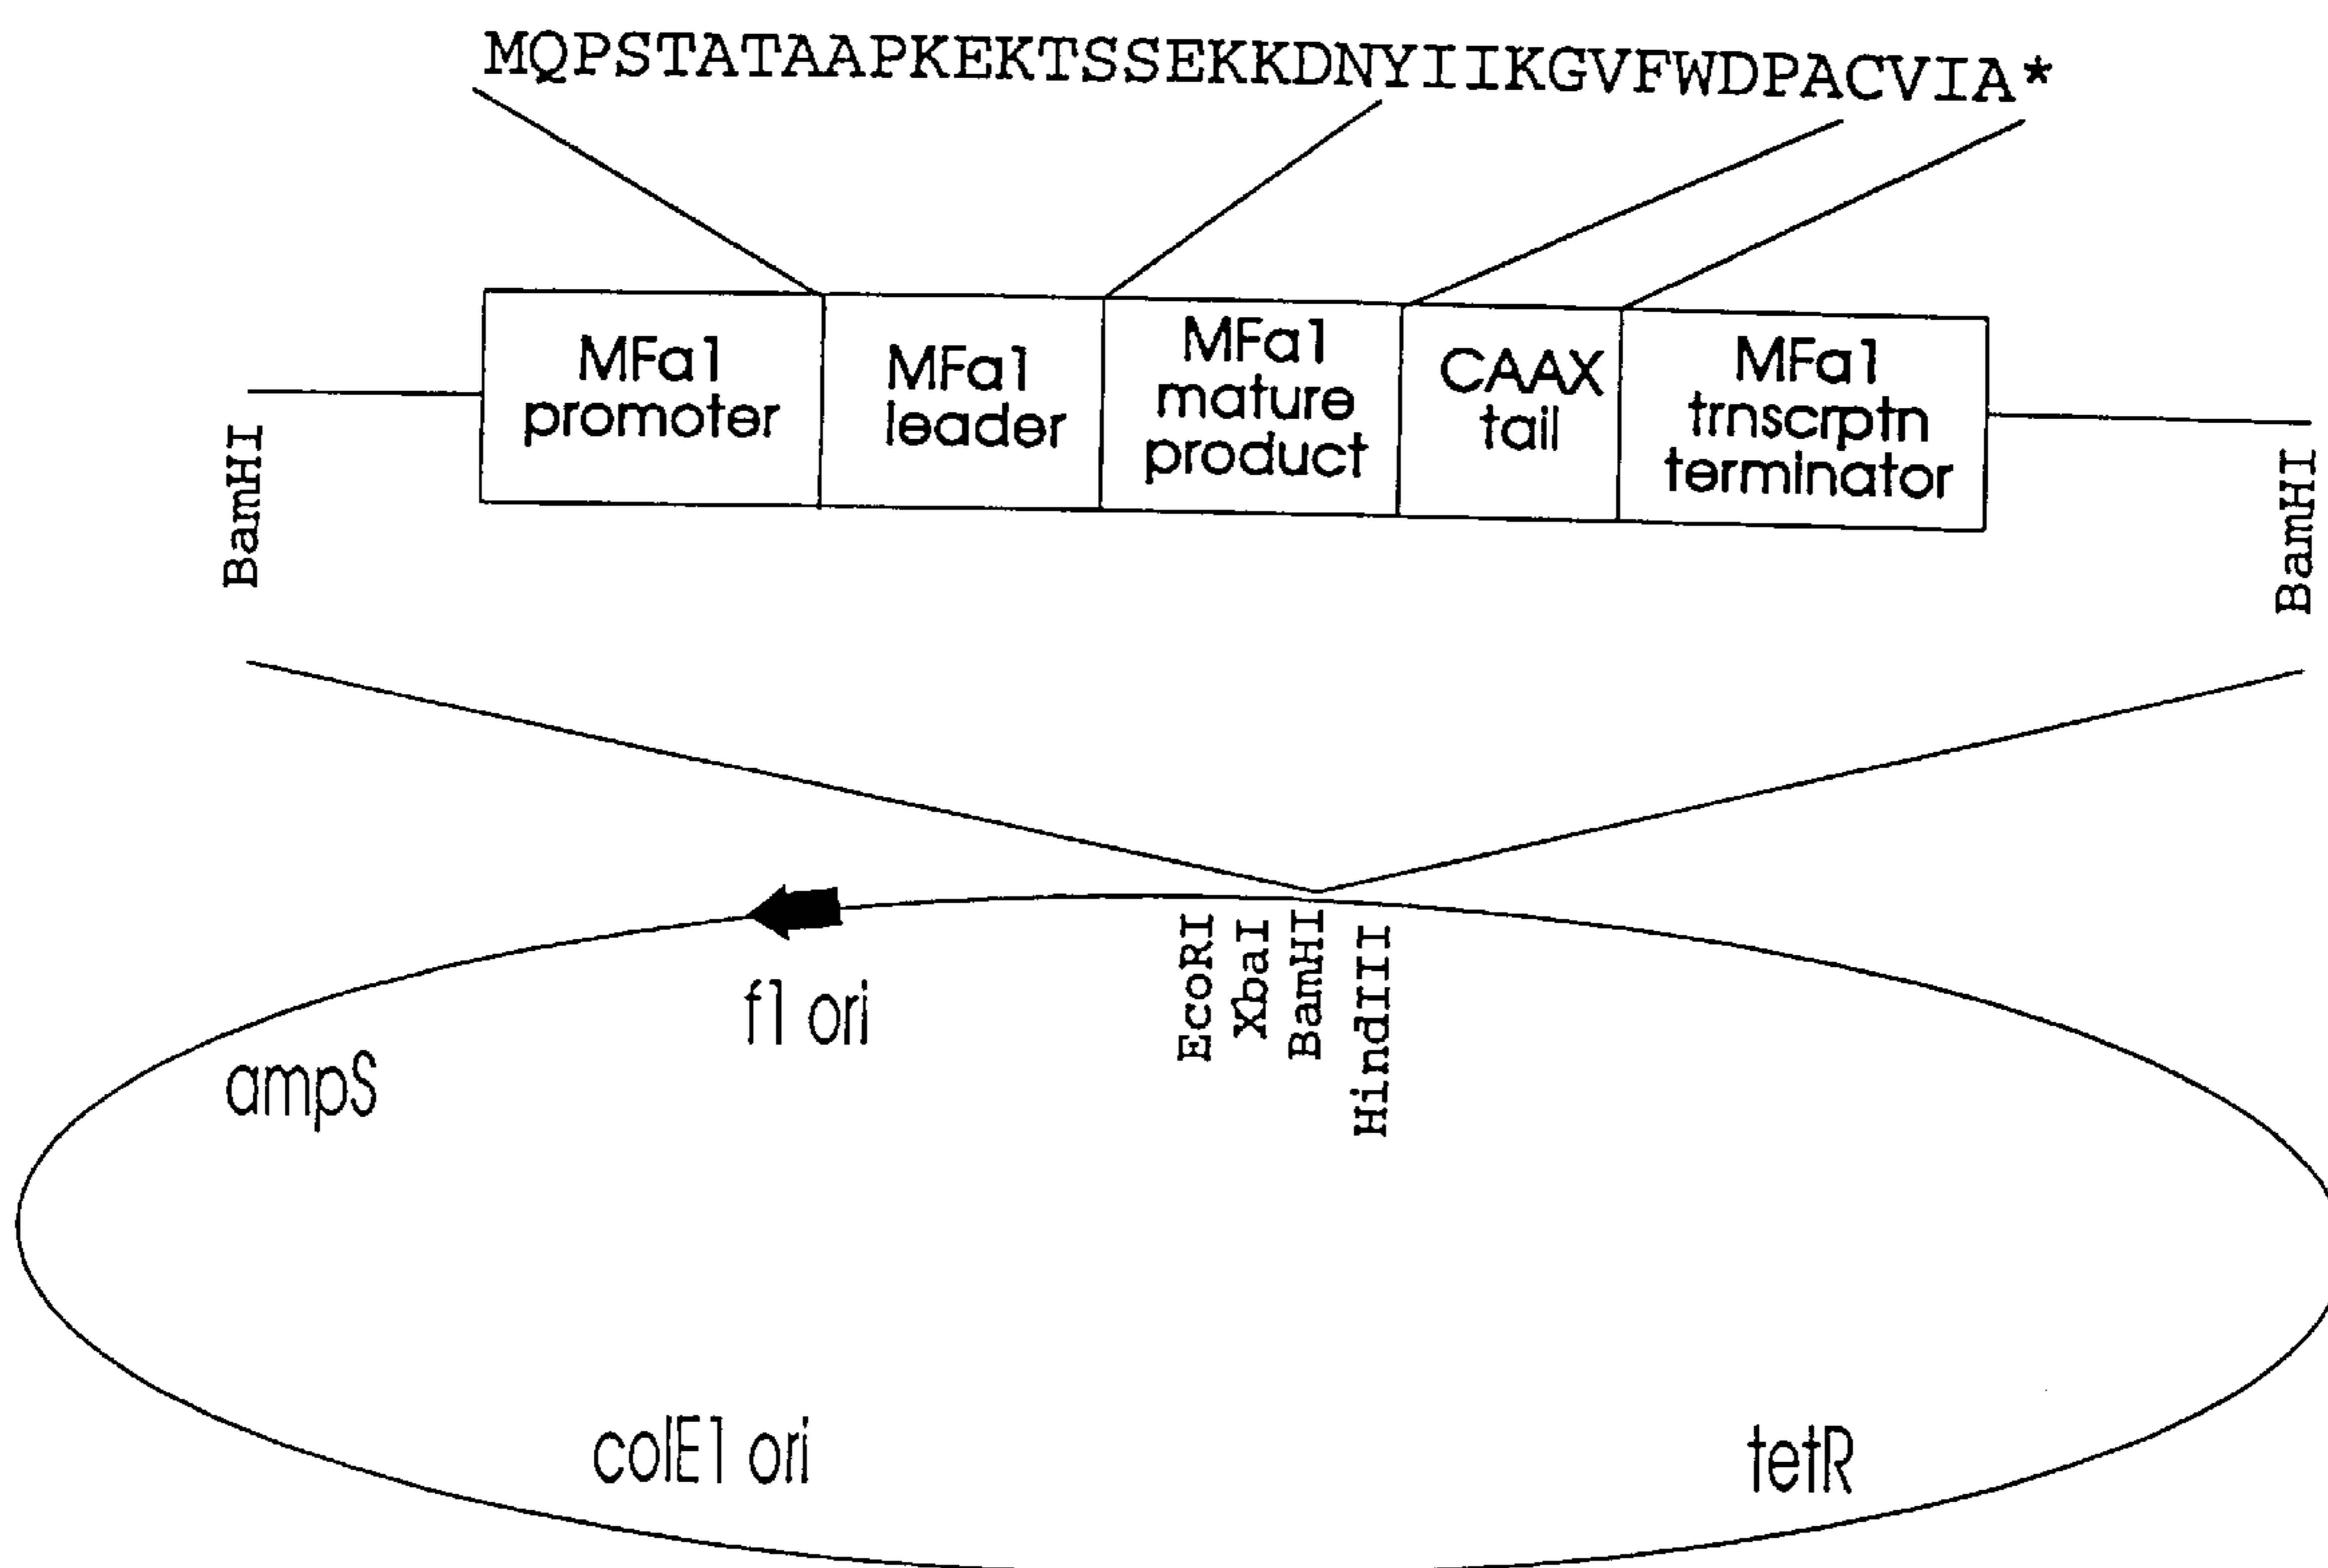 MQPSTATAAPKEKTSSEKKDNYIIKGVFWDPACVIA*
MFa1
promoter
MFa1
leader
MFa1
mature
product
CAAX
tail
MFa1
trnscrptn
terminator
BamHI
BamHI
EcoRI
XbaI
BamHI
HindIII
f1 ori
ampS
colE1 ori
tetR